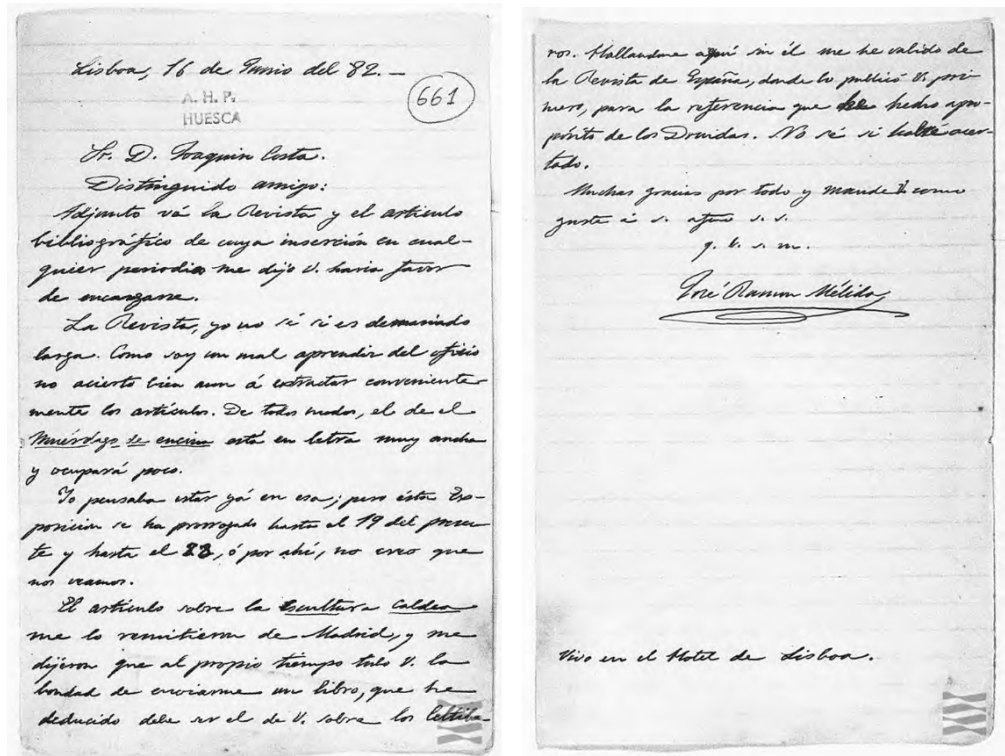 Lisboa, 16 de Junio del 82. —
A. H. P.
HUESCA
661
Sr. D. Joaquin Costa.
Distinguido amigo:
Adjunto vá la Revista y el artículo
bibliográfico de cuya inserción en cual-
quier periodico me dijo V. haria favor
de encargarse.
La Revista, yo no sé si es demasiado
larga. Como soy un mal aprendiz del oficio
no acierto bien aun á extractar conveniente
mente los artículos. De todos modos, el de el
Muérdago de encina está en letra muy ancha
y ocupará poco.
Yo pensaba estar yá en esa; pero ésta Ex-
posicion se ha prorrogado hasta el 19 del presen
te y hasta el 23, ó por ahí, no creo que
nos veamos.
El artículo sobre la Escultura Caldea
me lo remitieron de Madrid, y me
dijeron que al propio tiempo tubo V. la
bondad de enviarme un libro, que he
deducido debe ser el de V. sobre los Celtíbe-
ros. Hallandome aquí sin él me he valido de
la Revista de España, donde lo publicó V. pri-
mero, para la referencia que hecho apro-
pósito de los Druidas. No sé si habré acer-
tado.
Muchas gracias por todo y mande V. como
guste á s. afmo s. s.
q. b. s. m.
José Ramon Mélida
Vivo en el Hotel de Lisboa.
XIX
XIX